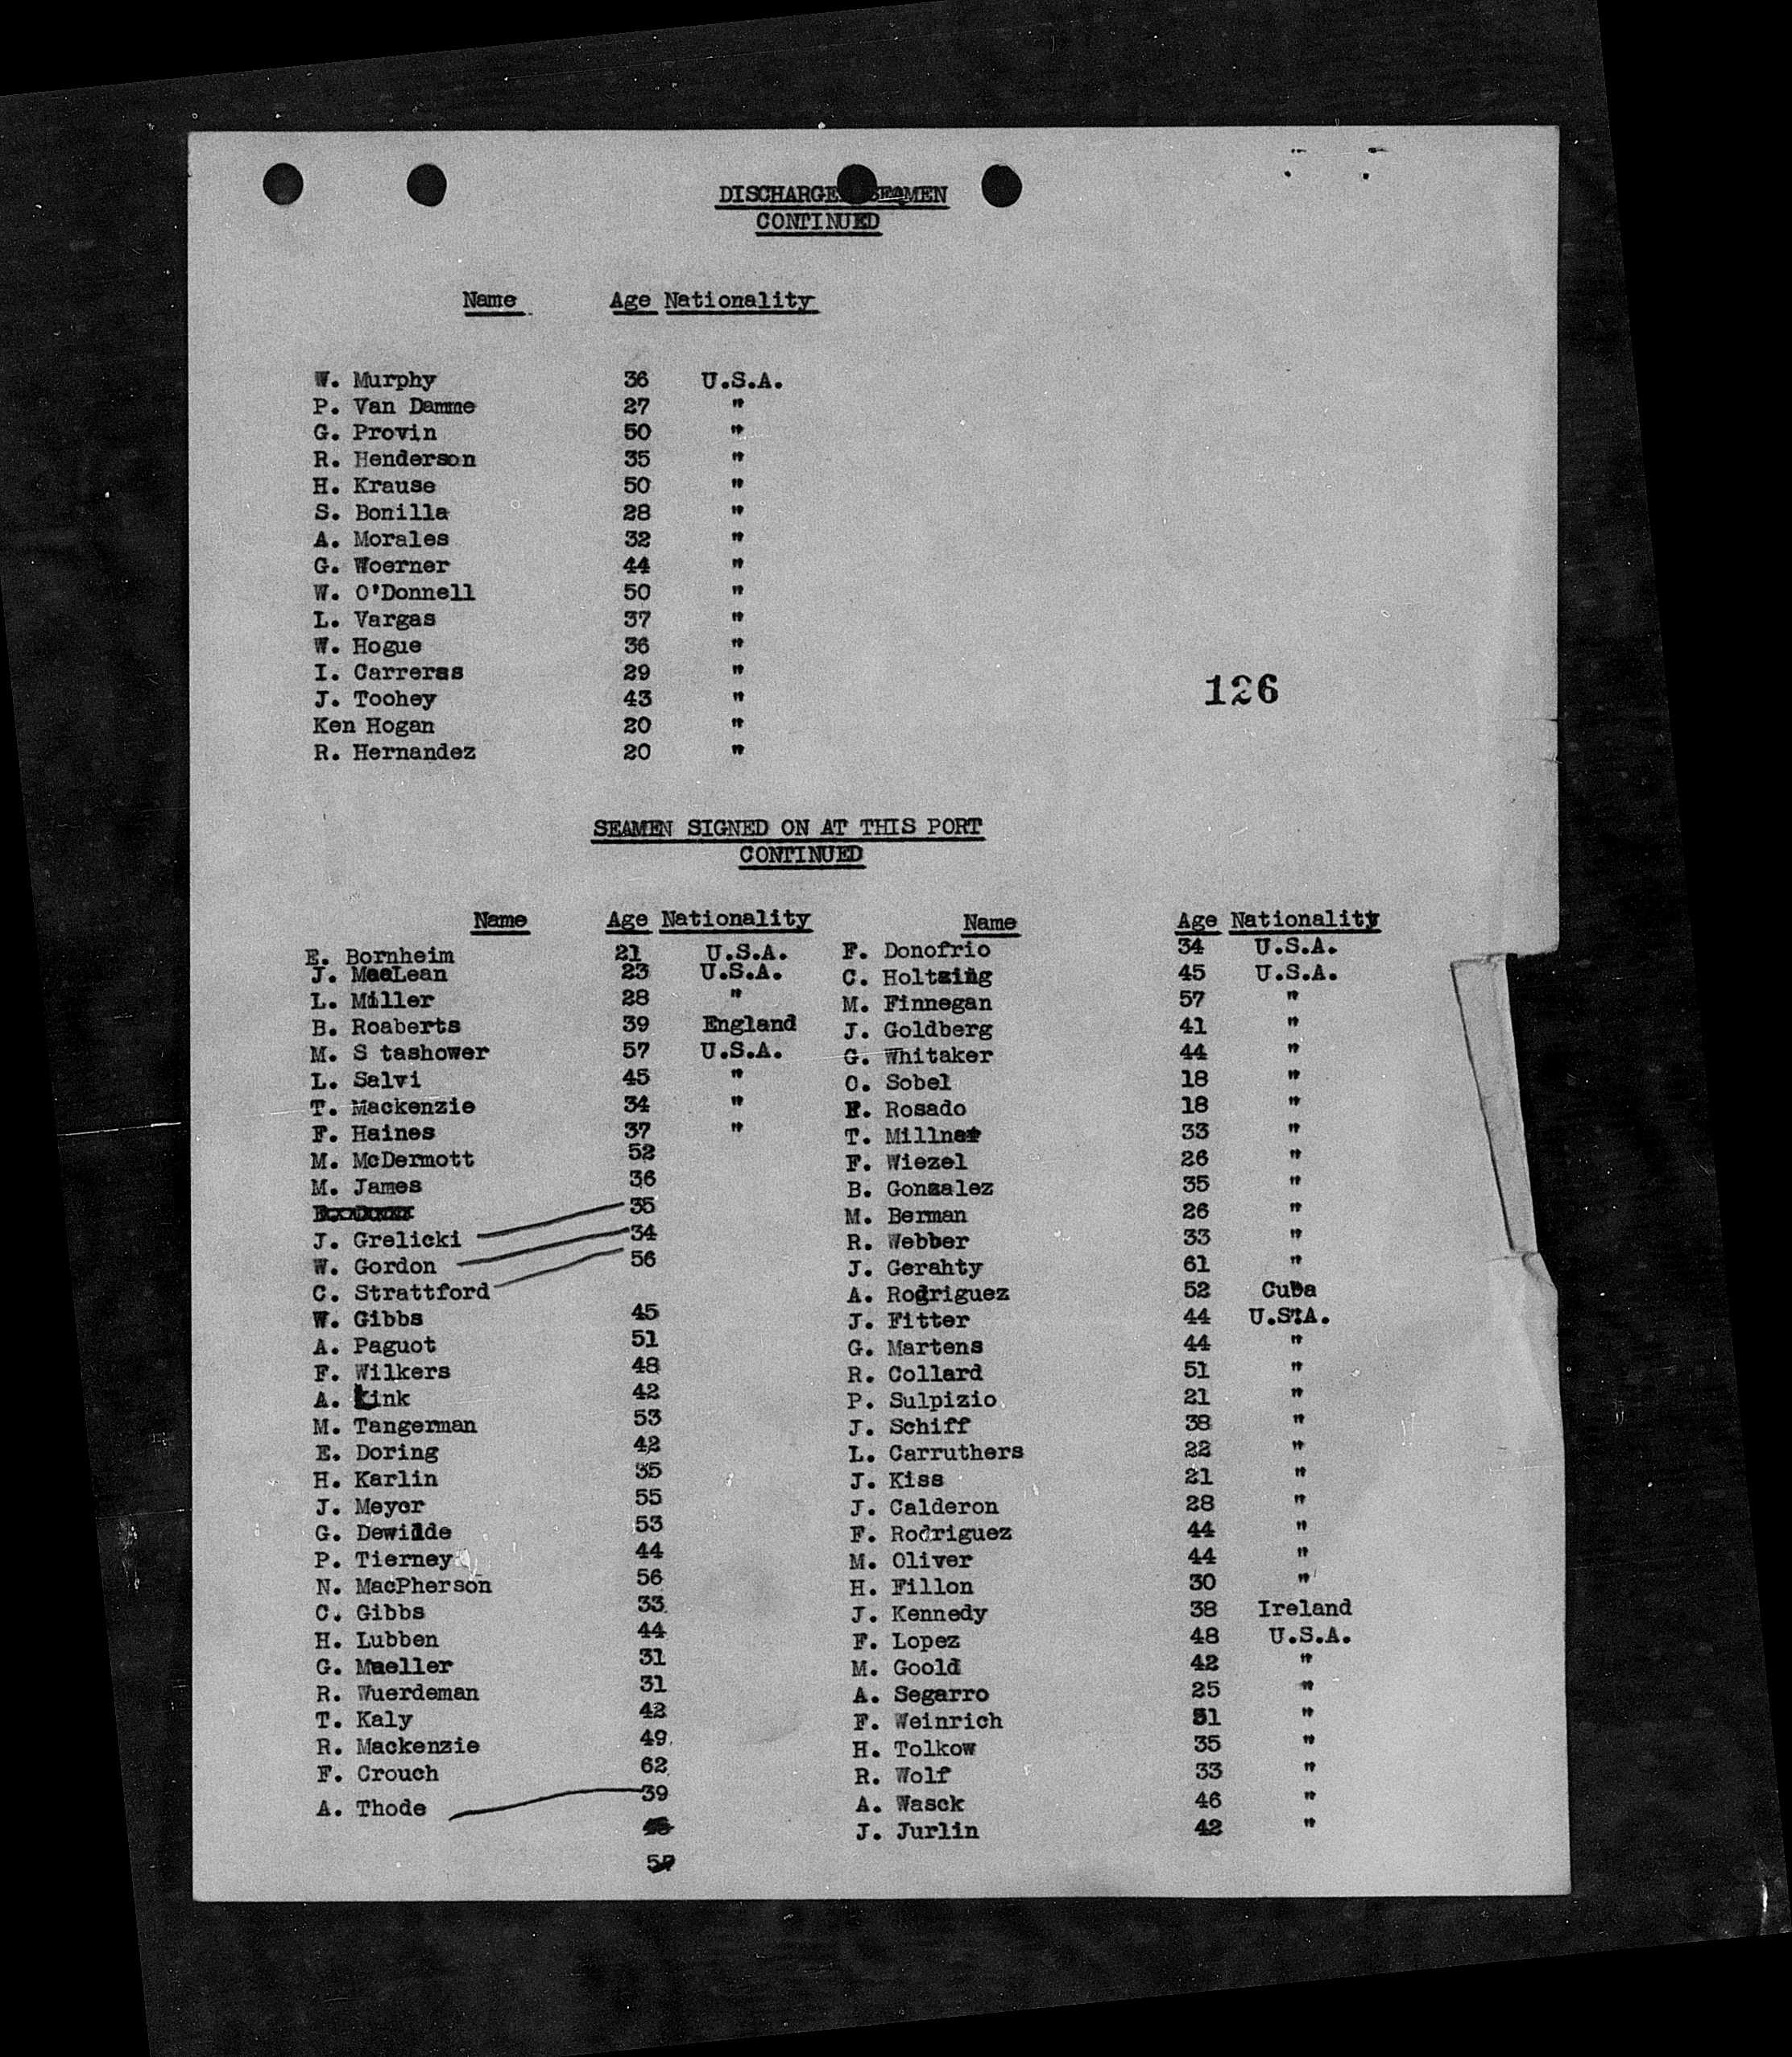 DISCHARGED SEAMEN
CONTINUED
Name Age Nationality
W. Murphy 36 U.S.A.
P. Van Damme 27 "
G. Provin 50 "
R. Henderson 35 "
H. Krause 50 "
S. Bonilla 28 "
A. Morales 32 "
G. Woerner 44 "
W. O'Donnell 50 "
L. Vargas 37 "
W. Hogue 36 "
I. Carreras 29 "
J. Toohey 43 "
126
Ken Hogan 20 "
R. Hernandez 20 "
SEAMEN SIGNED ON AT THIS PORT
CONTINUED
Name Age Nationality
E. Bornheim 21 U.S.A.
J. MacLean 23 U.S.A.
L. Miller 28 "
B. Roaberts 39 England
M. S tashower 57 U.S.A.
L. Salvi 45 "
T. Mackenzie 34 "
F. Haines 37 "
M. McDermott 52
M. James 36
J. Grelicki 35
W. Gordon 34
C. Strattford 56
W. Gibbs 45
A. Paguot 51
F. Wilkers 48
A. Link 42
M. Tangerman 53
E. Doring 42
H. Karlin 35
J. Meyer 55
G. Dewilde 53
P. Tierney 44
N. MacPherson 56
C. Gibbs 33
H. Lubben 44
G. Mueller 31
R. Wuerdeman 31
T. Kaly 42
R. Mackenzie 49
F. Crouch 62
A. Thode 39
Name Age Nationality
F. Donofrio 34 U.S.A.
C. Holtzing 45 U.S.A.
M. Finnegan 57 "
J. Goldberg 41 "
G. Whitaker 44 "
O. Sobel 18 "
Rosado 18 "
T. Millner 33 "
F. Wiezel 26 "
B. Gonzalez 35 "
M. Berman 26 "
R. Webber 33 "
J. Gerahty 61 "
A. Rodriguez 52 Cuba
J. Fitter 44 U.S.A.
G. Martens 44 "
R. Collard 51 "
P. Sulpizio 21 "
J. Schiff 38 "
L. Carruthers 22 "
J. Kiss 21 "
J. Calderon 28 "
F. Rodriguez 44 "
M. Oliver 44 "
H. Fillon 30 "
J. Kennedy 38 Ireland
F. Lopez 48 U.S.A.
M. Goold 42 "
A. Segarro 25 "
F. Weinrich "
H. Tolkow 35 "
R. Wolf 33 "
A. Wasck 46 "
J. Jurlin 42 "